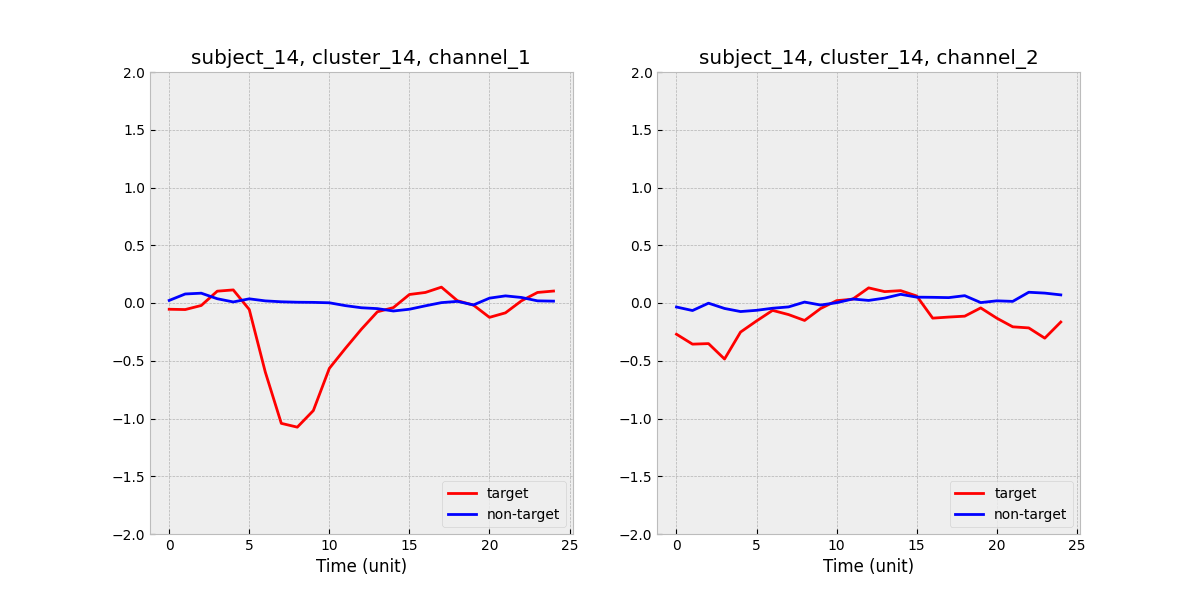 subject_14, cluster_14, channel_1
2.0
1.5
1.0
0.5
0.0
−0.5
−1.0
−1.5
−2.0
0 5 10 15 20 25
Time (unit)
target
non-target
subject_14, cluster_14, channel_2
2.0
1.5
1.0
0.5
0.0
−0.5
−1.0
−1.5
−2.0
0 5 10 15 20 25
Time (unit)
target
non-target